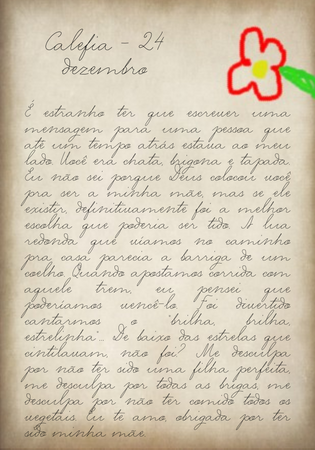 Calefia - 24
dezembro
É estranho ter que escrever uma
mensagem para uma pessoa que
até um tempo atrás estava ao meu
lado. Você era chata, brigona e tapada.
Eu não sei porque Deus colocou você
pra ser a minha mãe, mas se ele
existir, definitivamente foi a melhor
escolha que poderia ser tido. A lua
redonda que víamos no caminho
pra casa parecia a barriga de um
coelho. Quando apostamos corrida com
aquele trem, eu pensei que
poderíamos vencê-lo. Foi divertido
cantarmos o "brilha, brilha,
estrelinha"... De baixo das estrelas que
cintilavam, não foi? Me desculpa
por não ter sido uma filha perfeita,
me desculpa por todas as brigas, me
desculpa por não ter comido todos os
vegetais. Eu te amo, obrigada por ter
sido minha mãe.